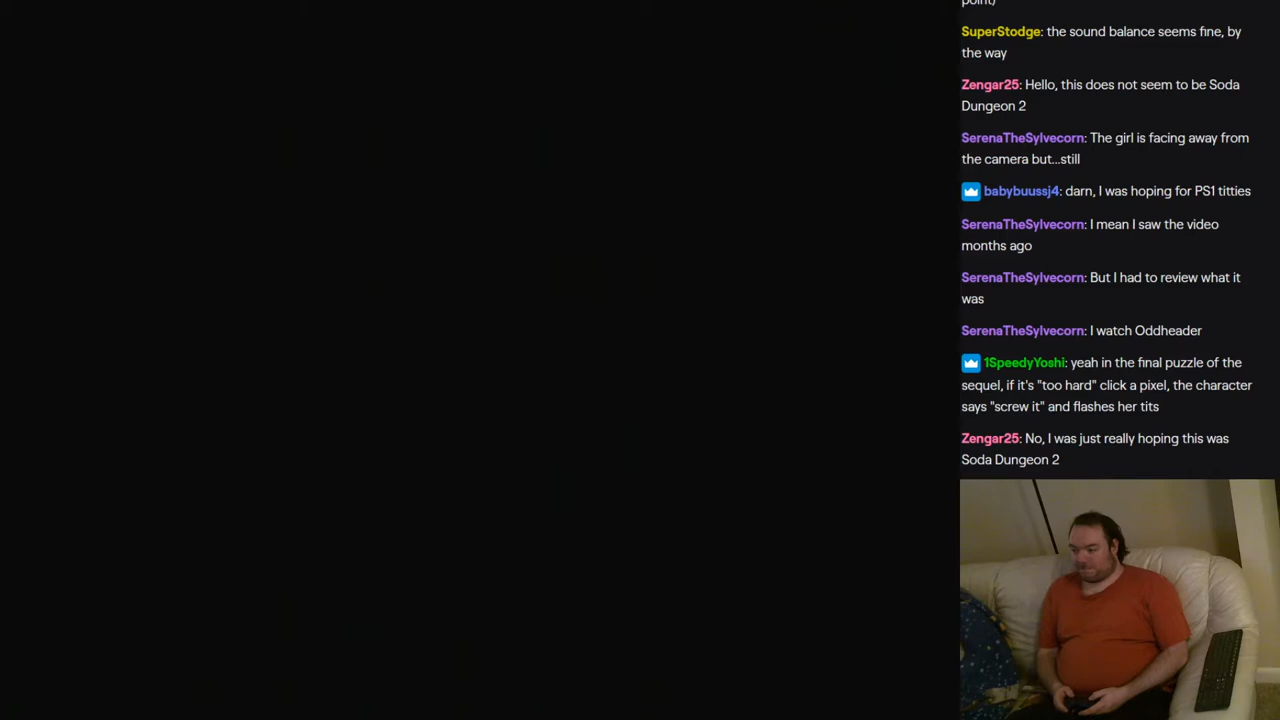 point)
SuperStodge: the sound balance seems fine, by
the way
Zengar25: Hello, this does not seem to be Soda
Dungeon 2
SerenaTheSylvecorn: The girl is facing away from
the camera but...still
babybuussj4: darn, I was hoping for PS1 titties
SerenaTheSylvecorn: I mean I saw the video
months ago
SerenaTheSylvecorn: But I had to review what it
was
SerenaTheSylvecorn: I watch Oddheader
1SpeedyYoshi: yeah in the final puzzle of the
sequel, if it's "too hard" click a pixel, the character
says "screw it" and flashes her tits
Zengar25: No, I was just really hoping this was
Soda Dungeon 2